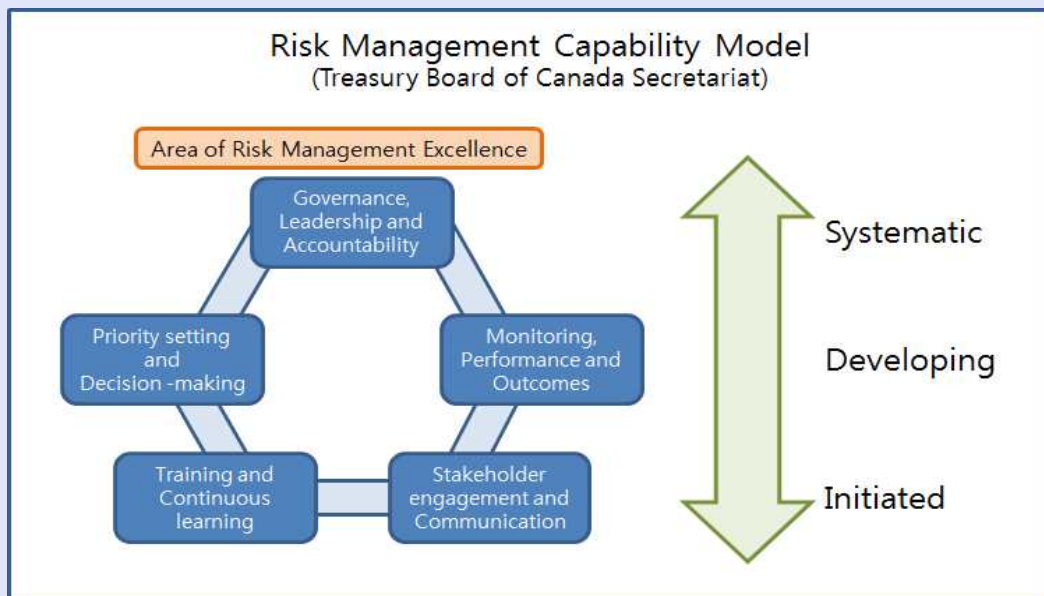 Risk Management Capability Model
(Treasury Board of Canada Secretariat)
Area of Risk Management Excellence
Governance,
Leadership and
Accountability
Priority setting
and
Decision -making
Monitoring,
Performance and
Outcomes
Training and
Continuous
learning
Stakeholder
engagement and
Communication
Systematic
Developing
Initiated